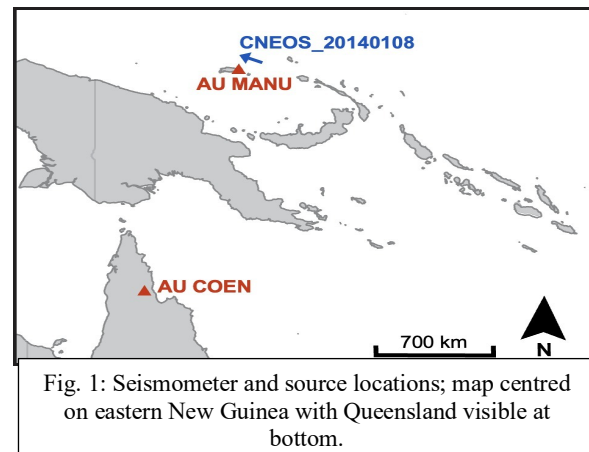 CNEOS_20140108
AU MANU
AU COEN
700 km
N
Fig. 1: Seismometer and source locations; map centred
on eastern New Guinea with Queensland visible at
bottom.